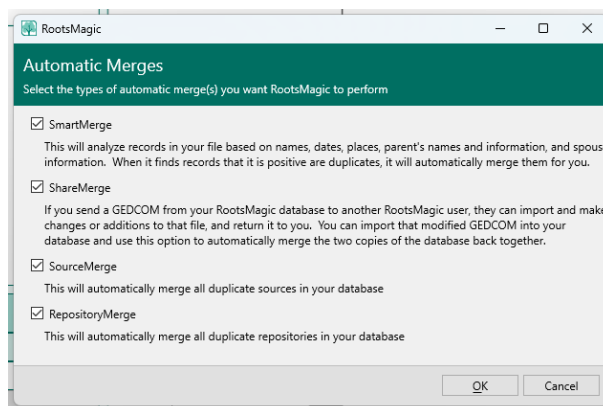 RootsMagic
Automatic Merges
Select the types of automatic merge(s) you want RootsMagic to perform
SmartMerge
This will analyze records in your file based on names, dates, places, parent's names and information, and spous
information. When it finds records that it is positive are duplicates, it will automatically merge them for you.
ShareMerge
If you send a GEDCOM from your RootsMagic database to another RootsMagic user, they can import and make
changes or additions to that file, and return it to you. You can import that modified GEDCOM into your
database and use this option to automatically merge the two copies of the database back together.
SourceMerge
This will automatically merge all duplicate sources in your database
RepositoryMerge
This will automatically merge all duplicate repositories in your database
OK Cancel